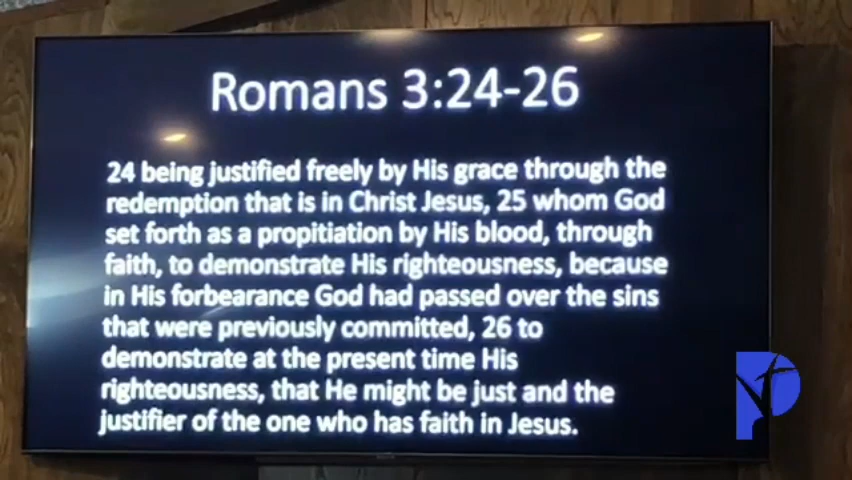 Romans 3:24-26
24 being justified freely by His grace through the
redemption that is in Christ Jesus, 25 whom God
set forth as a propitiation by His blood, through
faith, to demonstrate His righteousness, because
in His forbearance God had passed over the sins
that were previously committed, 26 to
demonstrate at the present time His
righteousness, that He might be just and the
justifier of the one who has faith in Jesus.